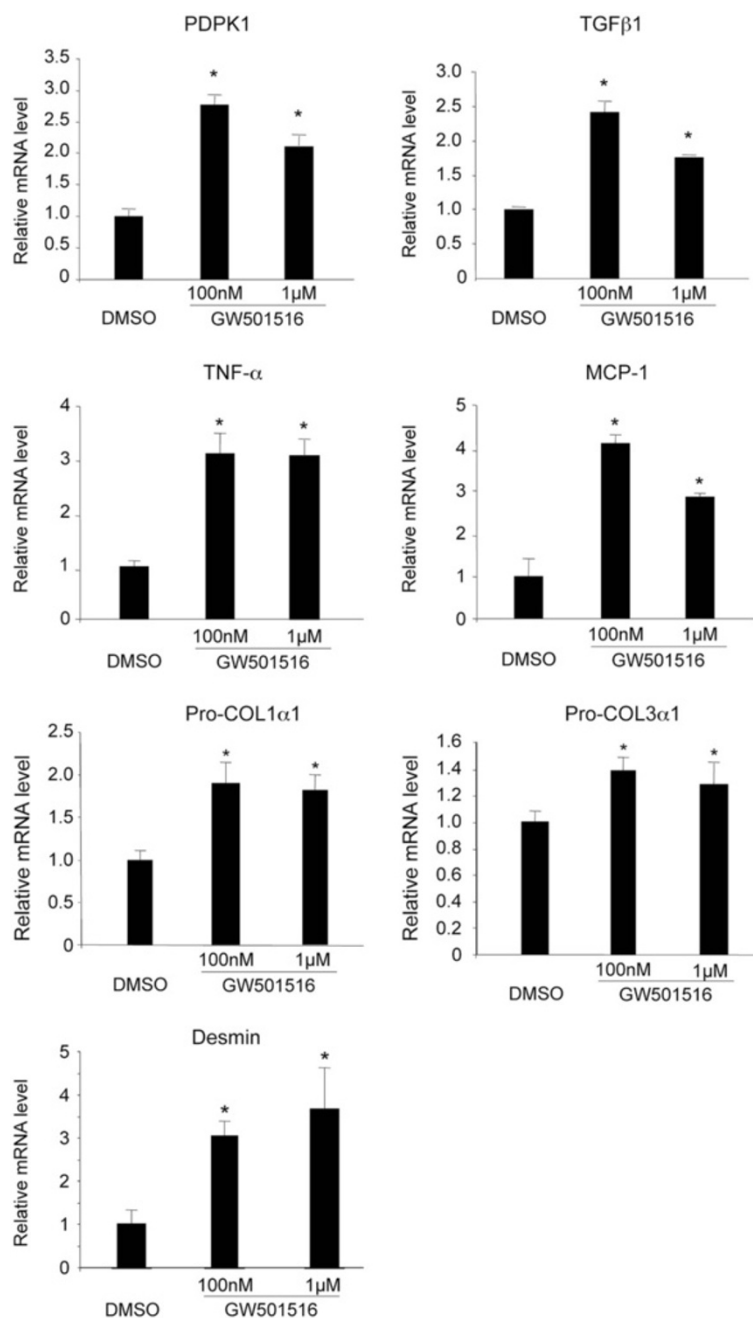 PDPK1
Relative mRNA level
3.5
3.0
2.5
2.0
1.5
1.0
0.5
0
*
*
100nM 1µM
DMSO
GW501516
TGFβ1
Relative mRNA level
3.0
2.5
2.0
1.5
1.0
0.5
0
*
*
100nM 1µM
DMSO
GW501516
TNF-α
Relative mRNA level
4
3
2
1
0
*
*
100nM 1µM
DMSO
GW501516
MCP-1
Relative mRNA level
5
4
3
2
1
0
*
*
100nM 1µM
DMSO
GW501516
Pro-COL1α1
Relative mRNA level
2.5
2.0
1.5
1.0
0.5
0
*
*
100nM 1µM
DMSO
GW501516
Pro-COL3α1
Relative mRNA level
1.6
1.4
1.2
1.0
0.8
0.6
0.4
0.2
0
*
*
100nM 1µM
DMSO
GW501516
Desmin
Relative mRNA level
5
4
3
2
1
0
*
*
100nM 1µM
DMSO
GW501516